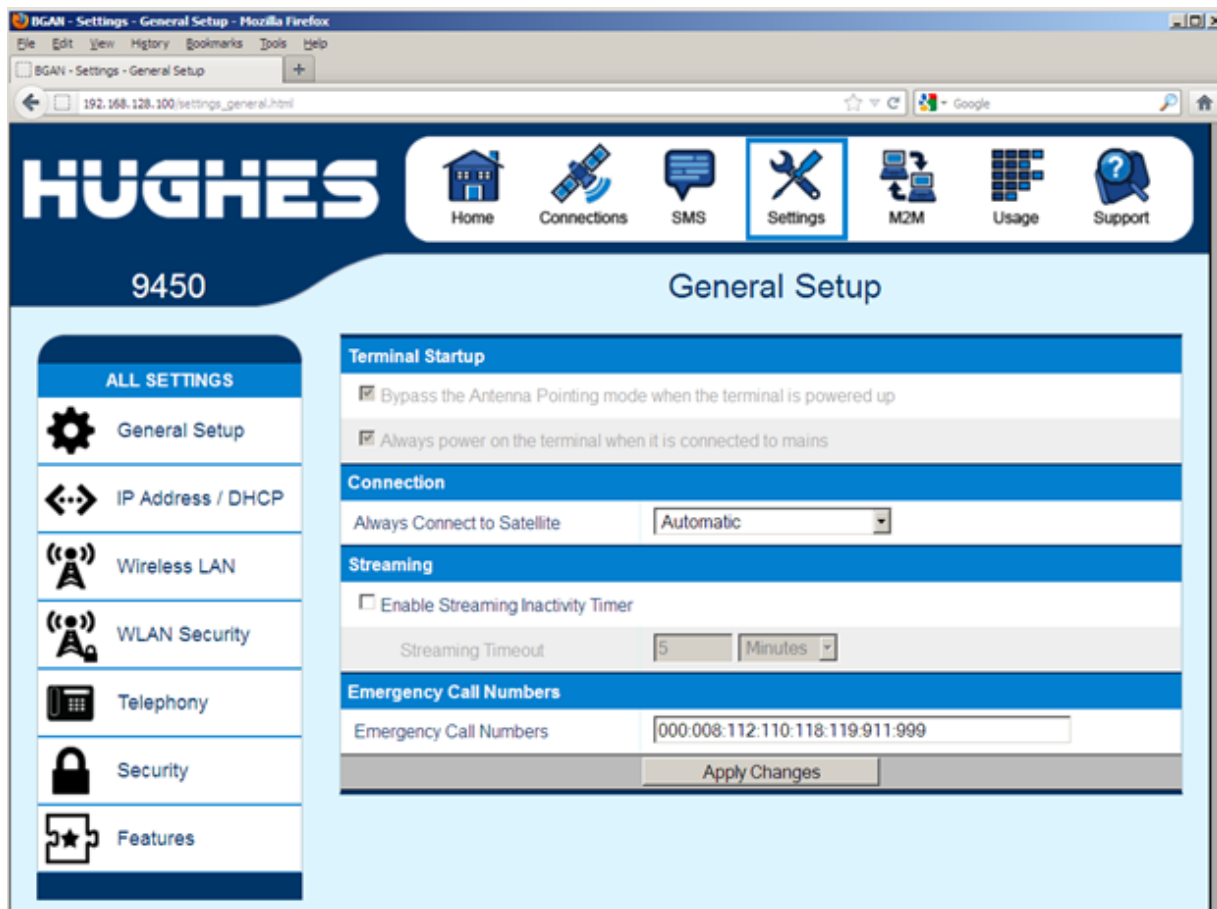 BGAN - Settings - General Setup - Mozilla Firefox
File Edit View History Bookmarks Tools Help
BGAN - Settings - General Setup
192.168.128.100/settings_general.html
Google
HUGHES
Home Connections SMS Settings M2M Usage Support
9450
General Setup
ALL SETTINGS
General Setup
IP Address / DHCP
Wireless LAN
WLAN Security
Telephony
Security
Features
Terminal Startup
Bypass the Antenna Pointing mode when the terminal is powered up
Always power on the terminal when it is connected to mains
Connection
Always Connect to Satellite Automatic
Streaming
Enable Streaming Inactivity Timer
Streaming Timeout 5 Minutes
Emergency Call Numbers
Emergency Call Numbers 000:008:112:110:118:119:911:999
Apply Changes